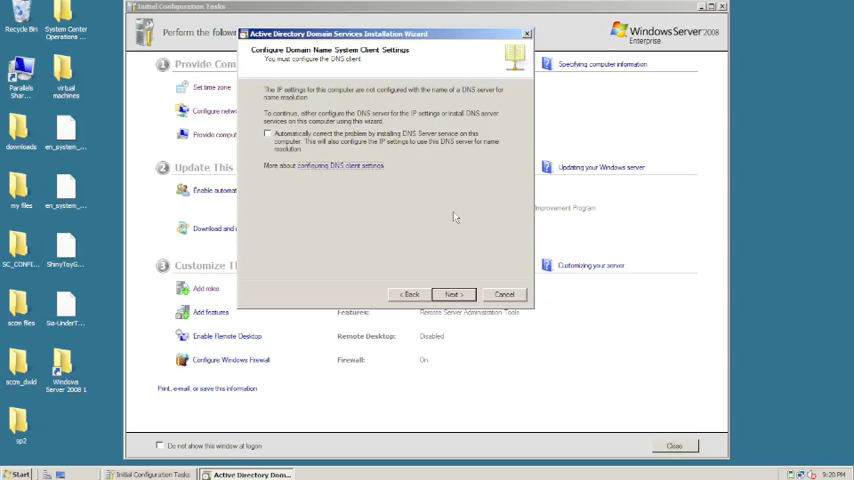 Recycle Bin
System Center Operations ...
Parallels Shar...
virtual machines
downloads
en_system_...
my files
en_system_...
SC_CONFI...
ShinyToyG...
sccm files
Sia-UnderT...
sccm_dwld
Windows Server 2008 1
sp2
Initial Configuration Tasks
Perform the follow
Windows Server 2008
Enterprise
1 Provide Com
Specifying computer information
Set time zone
Configure netw
Provide comput
2 Update This
Updating your Windows server
Enable automat
Improvement Program
Download and i
3 Customize T
Customizing your server
Add roles
Add features
Features:
Remote Server Administration Tools
Enable Remote Desktop
Remote Desktop:
Disabled
Configure Windows Firewall
Firewall:
On
Print, e-mail, or save this information
Do not show this window at logon
Close
Active Directory Domain Services Installation Wizard
Configure Domain Name System Client Settings
You must configure the DNS client.
The IP settings for this computer are not configured with the name of a DNS server for
name resolution.
To continue, either configure the DNS server for the IP settings or install DNS server
services on this computer using this wizard.
Automatically correct the problem by installing DNS Server service on this
computer. This will also configure the IP settings to use this DNS server for name
resolution.
More about configuring DNS client settings
< Back
Next >
Cancel
Start
Initial Configuration Tasks
Active Directory Dom...
9:20 PM